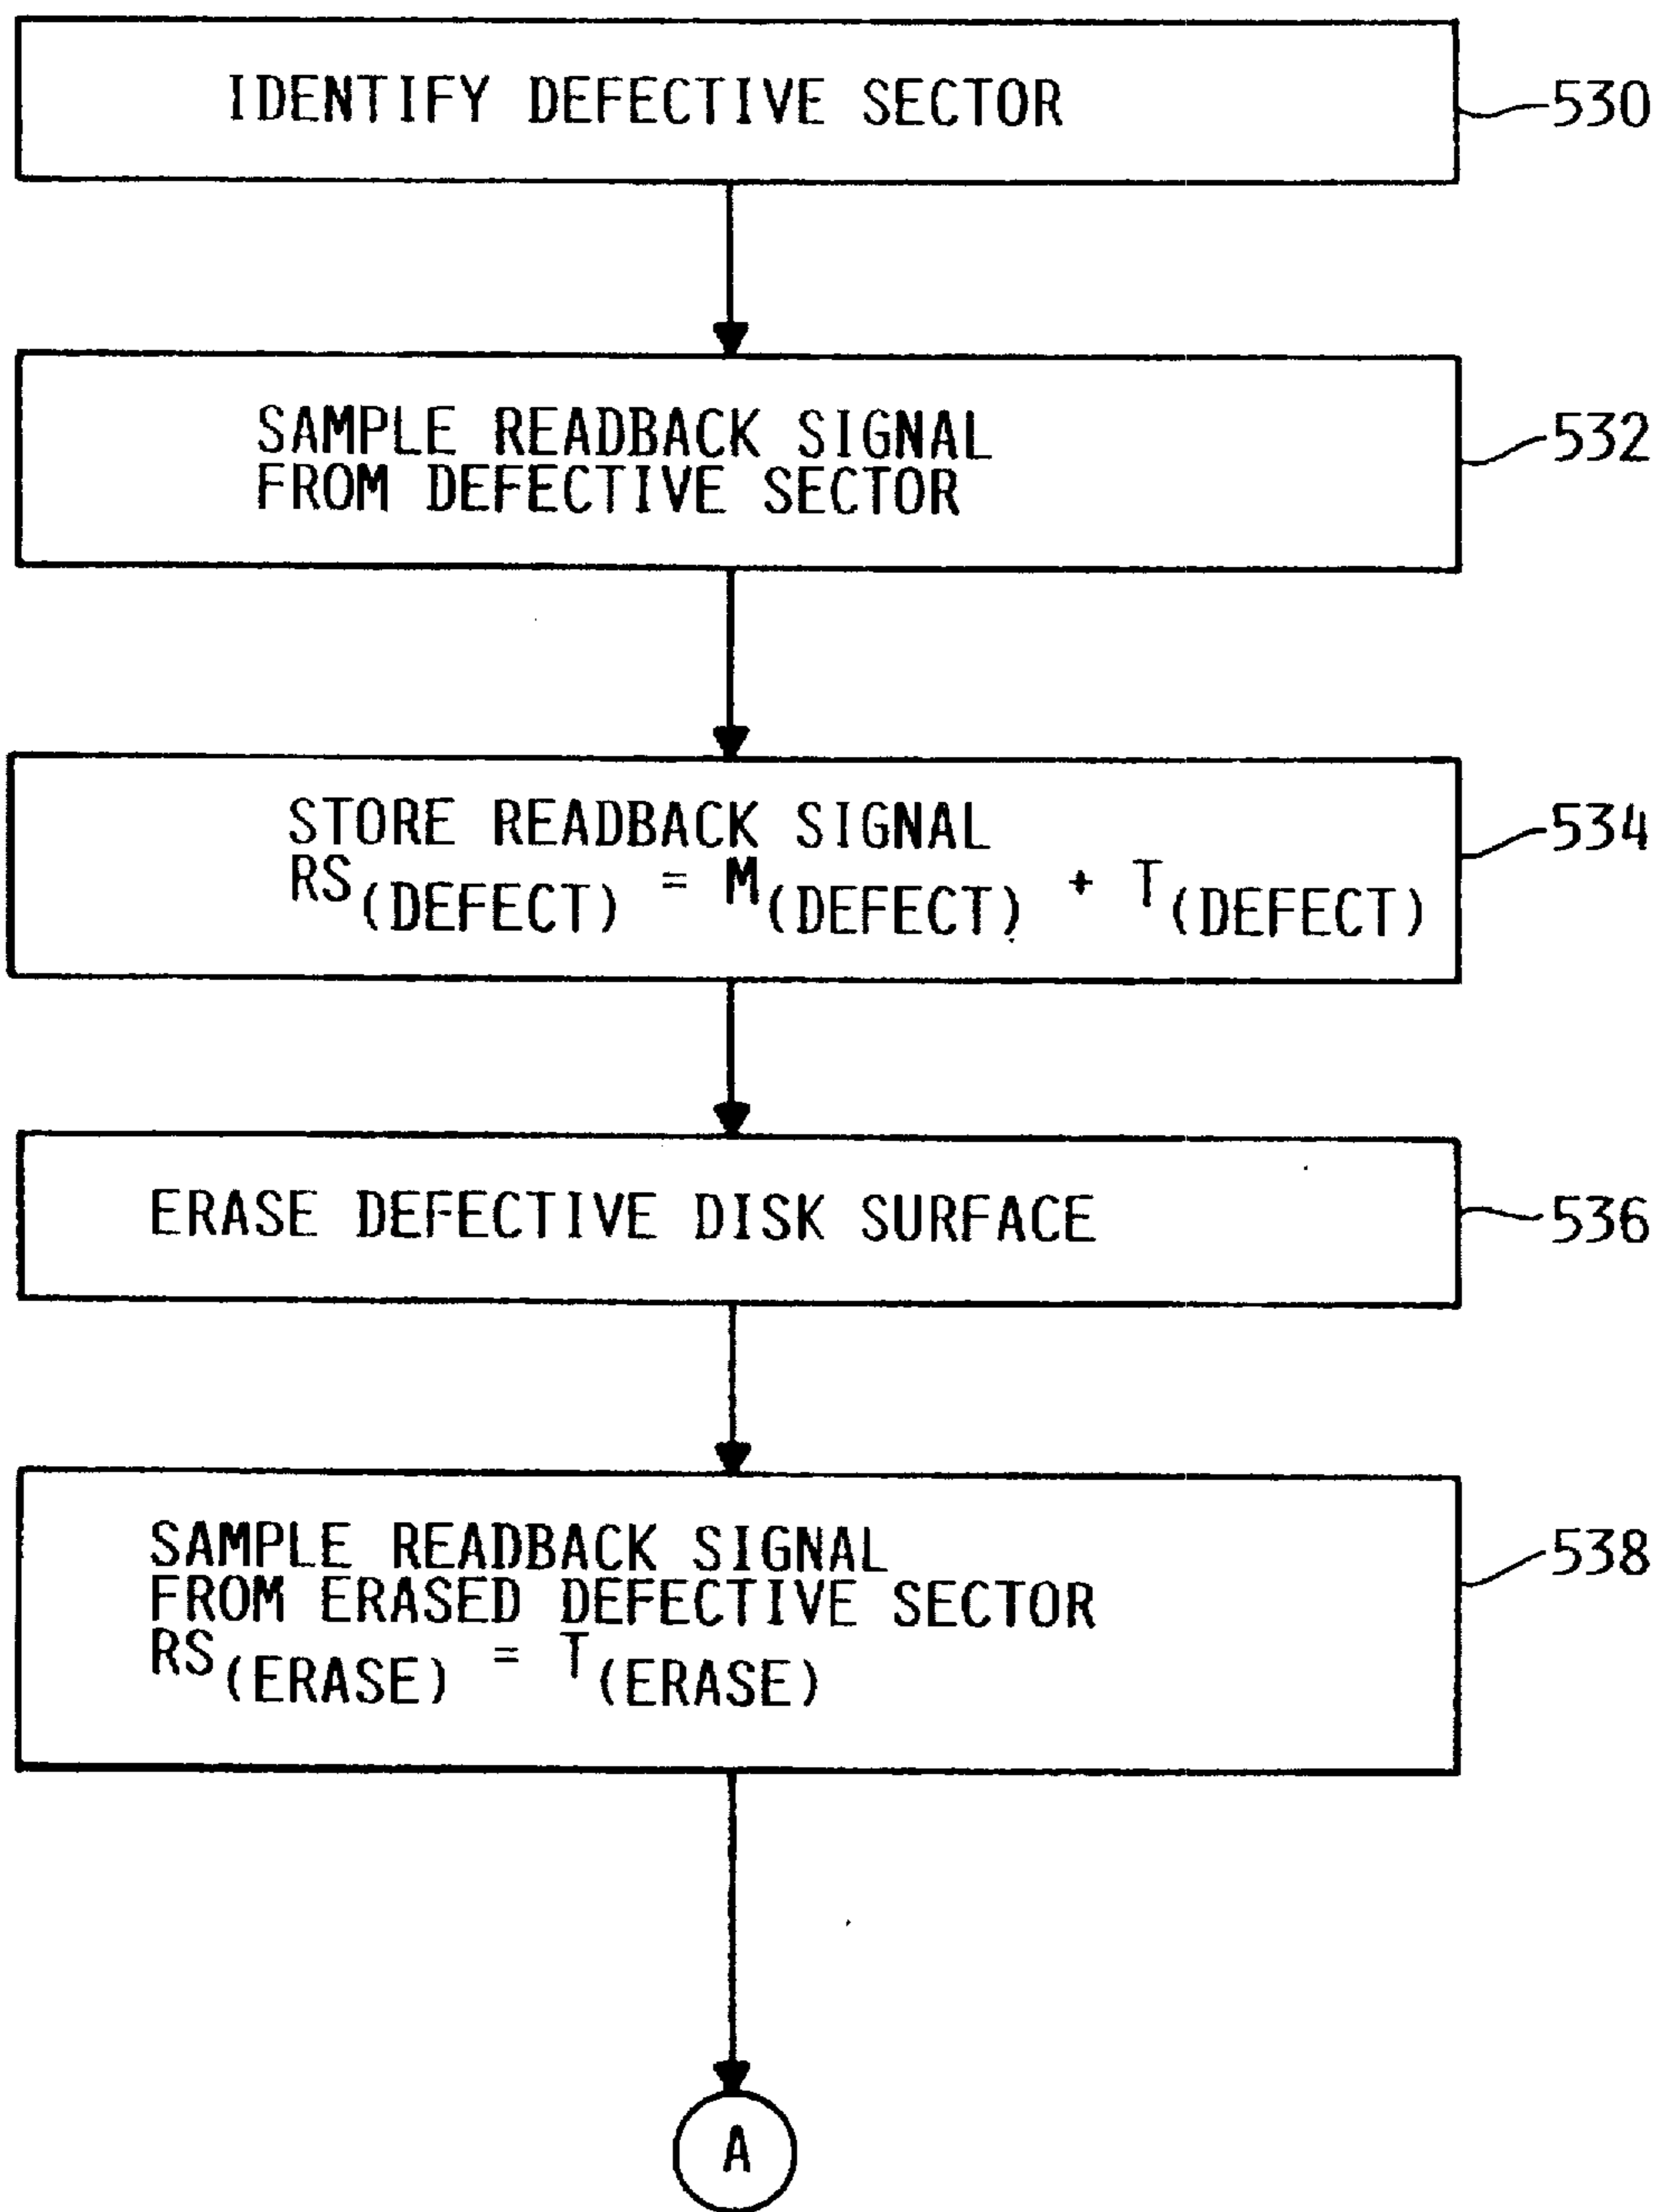 IDENTIFY DEFECTIVE SECTOR
530
SAMPLE READBACK SIGNAL
FROM DEFECTIVE SECTOR
532
STORE READBACK SIGNAL
RS(DEFECT) = M(DEFECT) + T(DEFECT)
534
ERASE DEFECTIVE DISK SURFACE
536
SAMPLE READBACK SIGNAL
FROM ERASED DEFECTIVE SECTOR
RS(ERASE) = T(ERASE)
538
A